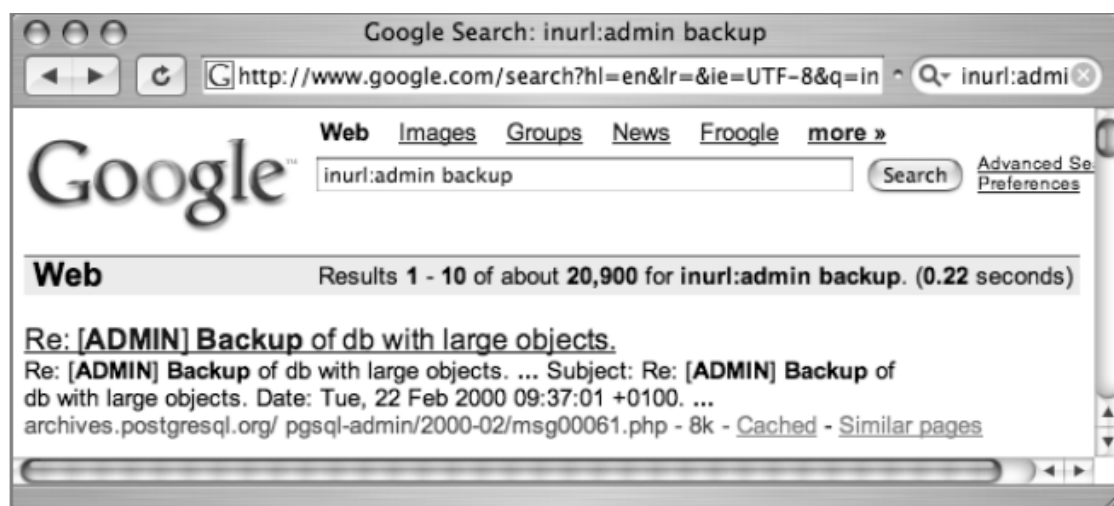 Google Search: inurl:admin backup
G http://www.google.com/search?hl=en&lr=&ie=UTF-8&q=in
Q inurl:admi
Google™
Web Images Groups News Froogle more »
inurl:admin backup
Search
Advanced Se
Preferences
Web
Results 1 - 10 of about 20,900 for inurl:admin backup. (0.22 seconds)
Re: [ADMIN] Backup of db with large objects.
Re: [ADMIN] Backup of db with large objects. ... Subject: Re: [ADMIN] Backup of
db with large objects. Date: Tue, 22 Feb 2000 09:37:01 +0100. ...
archives.postgresql.org/ pgsql-admin/2000-02/msg00061.php - 8k - Cached - Similar pages